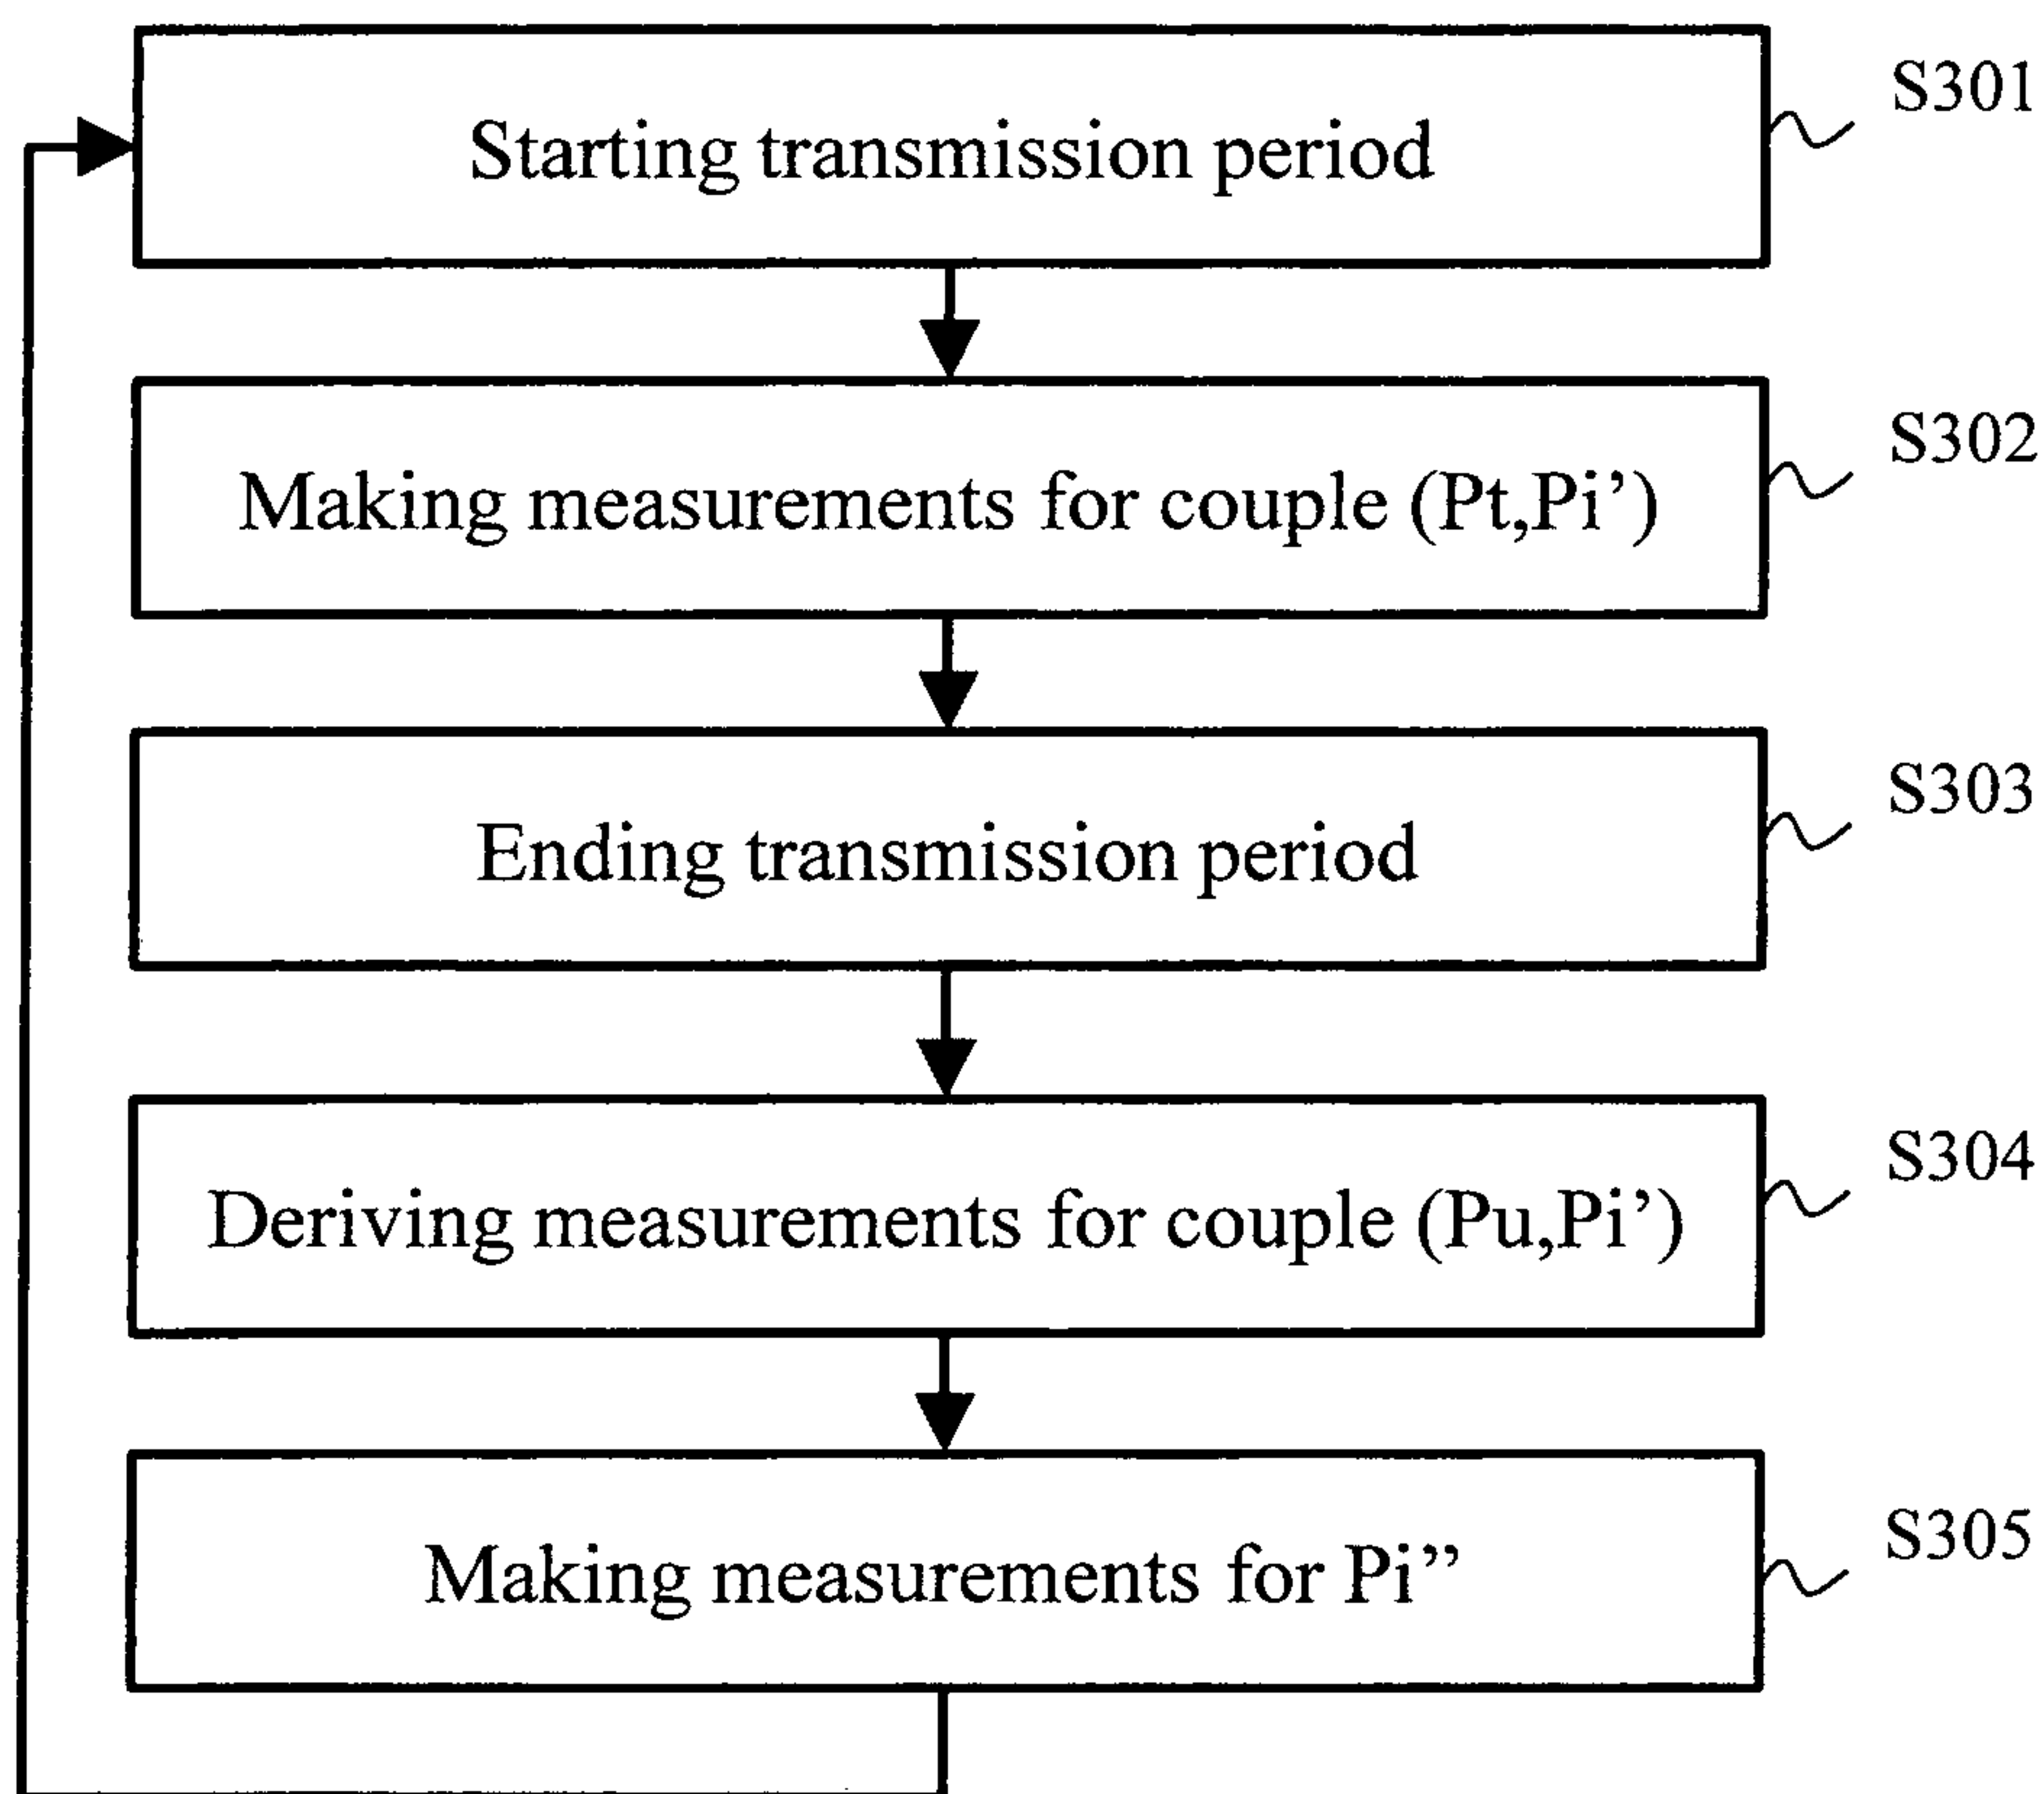 Starting transmission period
S301
Making measurements for couple (Pt,Pi’)
S302
Ending transmission period
S303
Deriving measurements for couple (Pu,Pi’)
S304
Making measurements for Pi”
S305